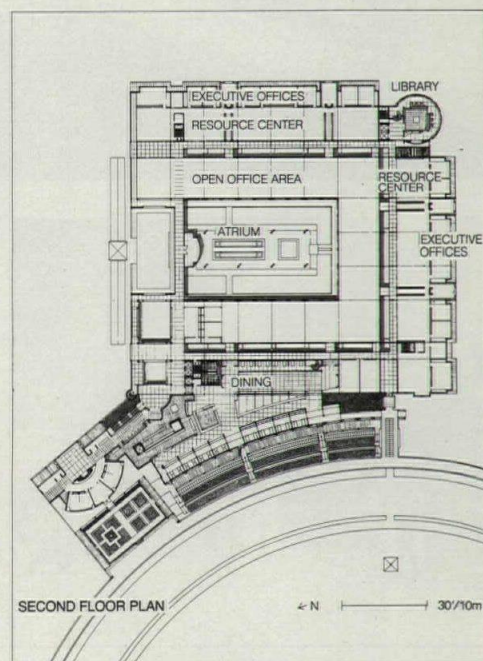 EXECUTIVE OFFICES
LIBRARY
RESOURCE CENTER
OPEN OFFICE AREA
RESOURCE
CENTER
ATRIUM
EXECUTIVE
OFFICES
DINING
SECOND FLOOR PLAN
← N
30'/10m